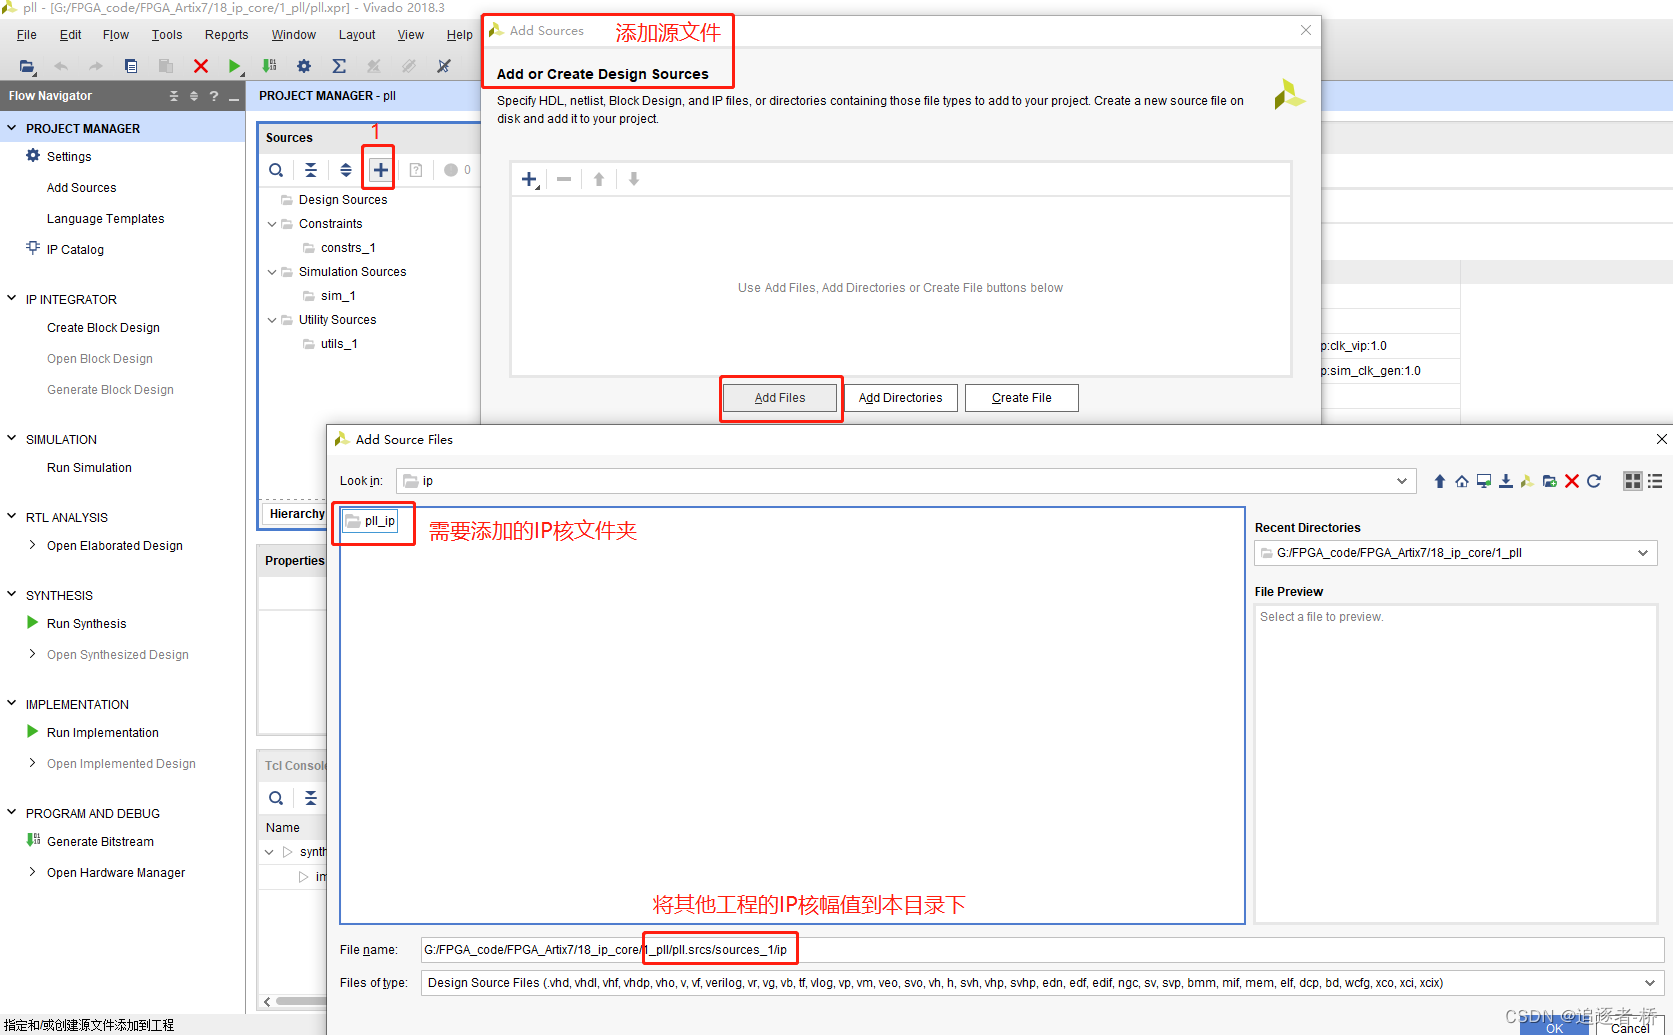 pll - [G:/FPGA_code/FPGA_Artix7/18_ip_core/1_pll/pll.xpr] - Vivado 2018.3
File Edit Flow Tools Reports Window Layout View Help
Flow Navigator
PROJECT MANAGER
Settings
Add Sources
Language Templates
IP Catalog
IP INTEGRATOR
Create Block Design
Open Block Design
Generate Block Design
SIMULATION
Run Simulation
RTL ANALYSIS
Open Elaborated Design
SYNTHESIS
Run Synthesis
Open Synthesized Design
IMPLEMENTATION
Run Implementation
Open Implemented Design
PROGRAM AND DEBUG
Generate Bitstream
Open Hardware Manager
指定和/或创建源文件添加到工程
PROJECT MANAGER - pll
Sources
1
0
Design Sources
Constraints
constrs_1
Simulation Sources
sim_1
Utility Sources
utils_1
Hierarchy
Properties
Tcl Console
Name
synth
im
Add Sources
添加源文件
Add or Create Design Sources
Specify HDL, netlist, Block Design, and IP files, or directories containing those file types to add to your project. Create a new source file on
disk and add it to your project.
Use Add Files, Add Directories or Create File buttons below
Add Files
Add Directories
Create File
p:clk_vip:1.0
p:sim_clk_gen:1.0
Add Source Files
Look in: ip
pll_ip
需要添加的IP核文件夹
将其他工程的IP核幅值到本目录下
Recent Directories
G:/FPGA_code/FPGA_Artix7/18_ip_core/1_pll
File Preview
Select a file to preview.
File name: G:/FPGA_code/FPGA_Artix7/18_ip_core/1_pll/pll.srcs/sources_1/ip
Files of type: Design Source Files (.vhd, vhdl, vhf, vhdp, vho, v, vf, verilog, vr, vg, vb, tf, vlog, vp, vm, veo, svo, vh, h, svh, vhp, svhp, edn, edf, edif, ngc, sv, svp, bmm, mif, mem, elf, dcp, bd, wcfg, xco, xci, xcix)
OK
Cancel
CSDN @追逐者-桥